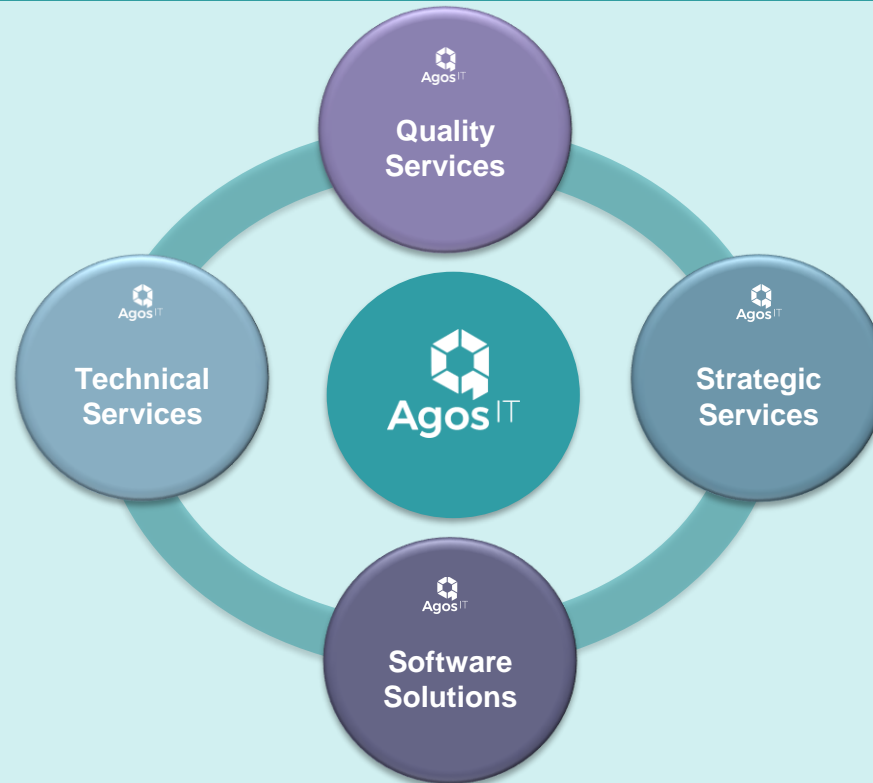 Agos IT
Quality
Services
Agos IT
Technical
Services
Agos IT
Agos IT
Strategic
Services
Agos IT
Software
Solutions